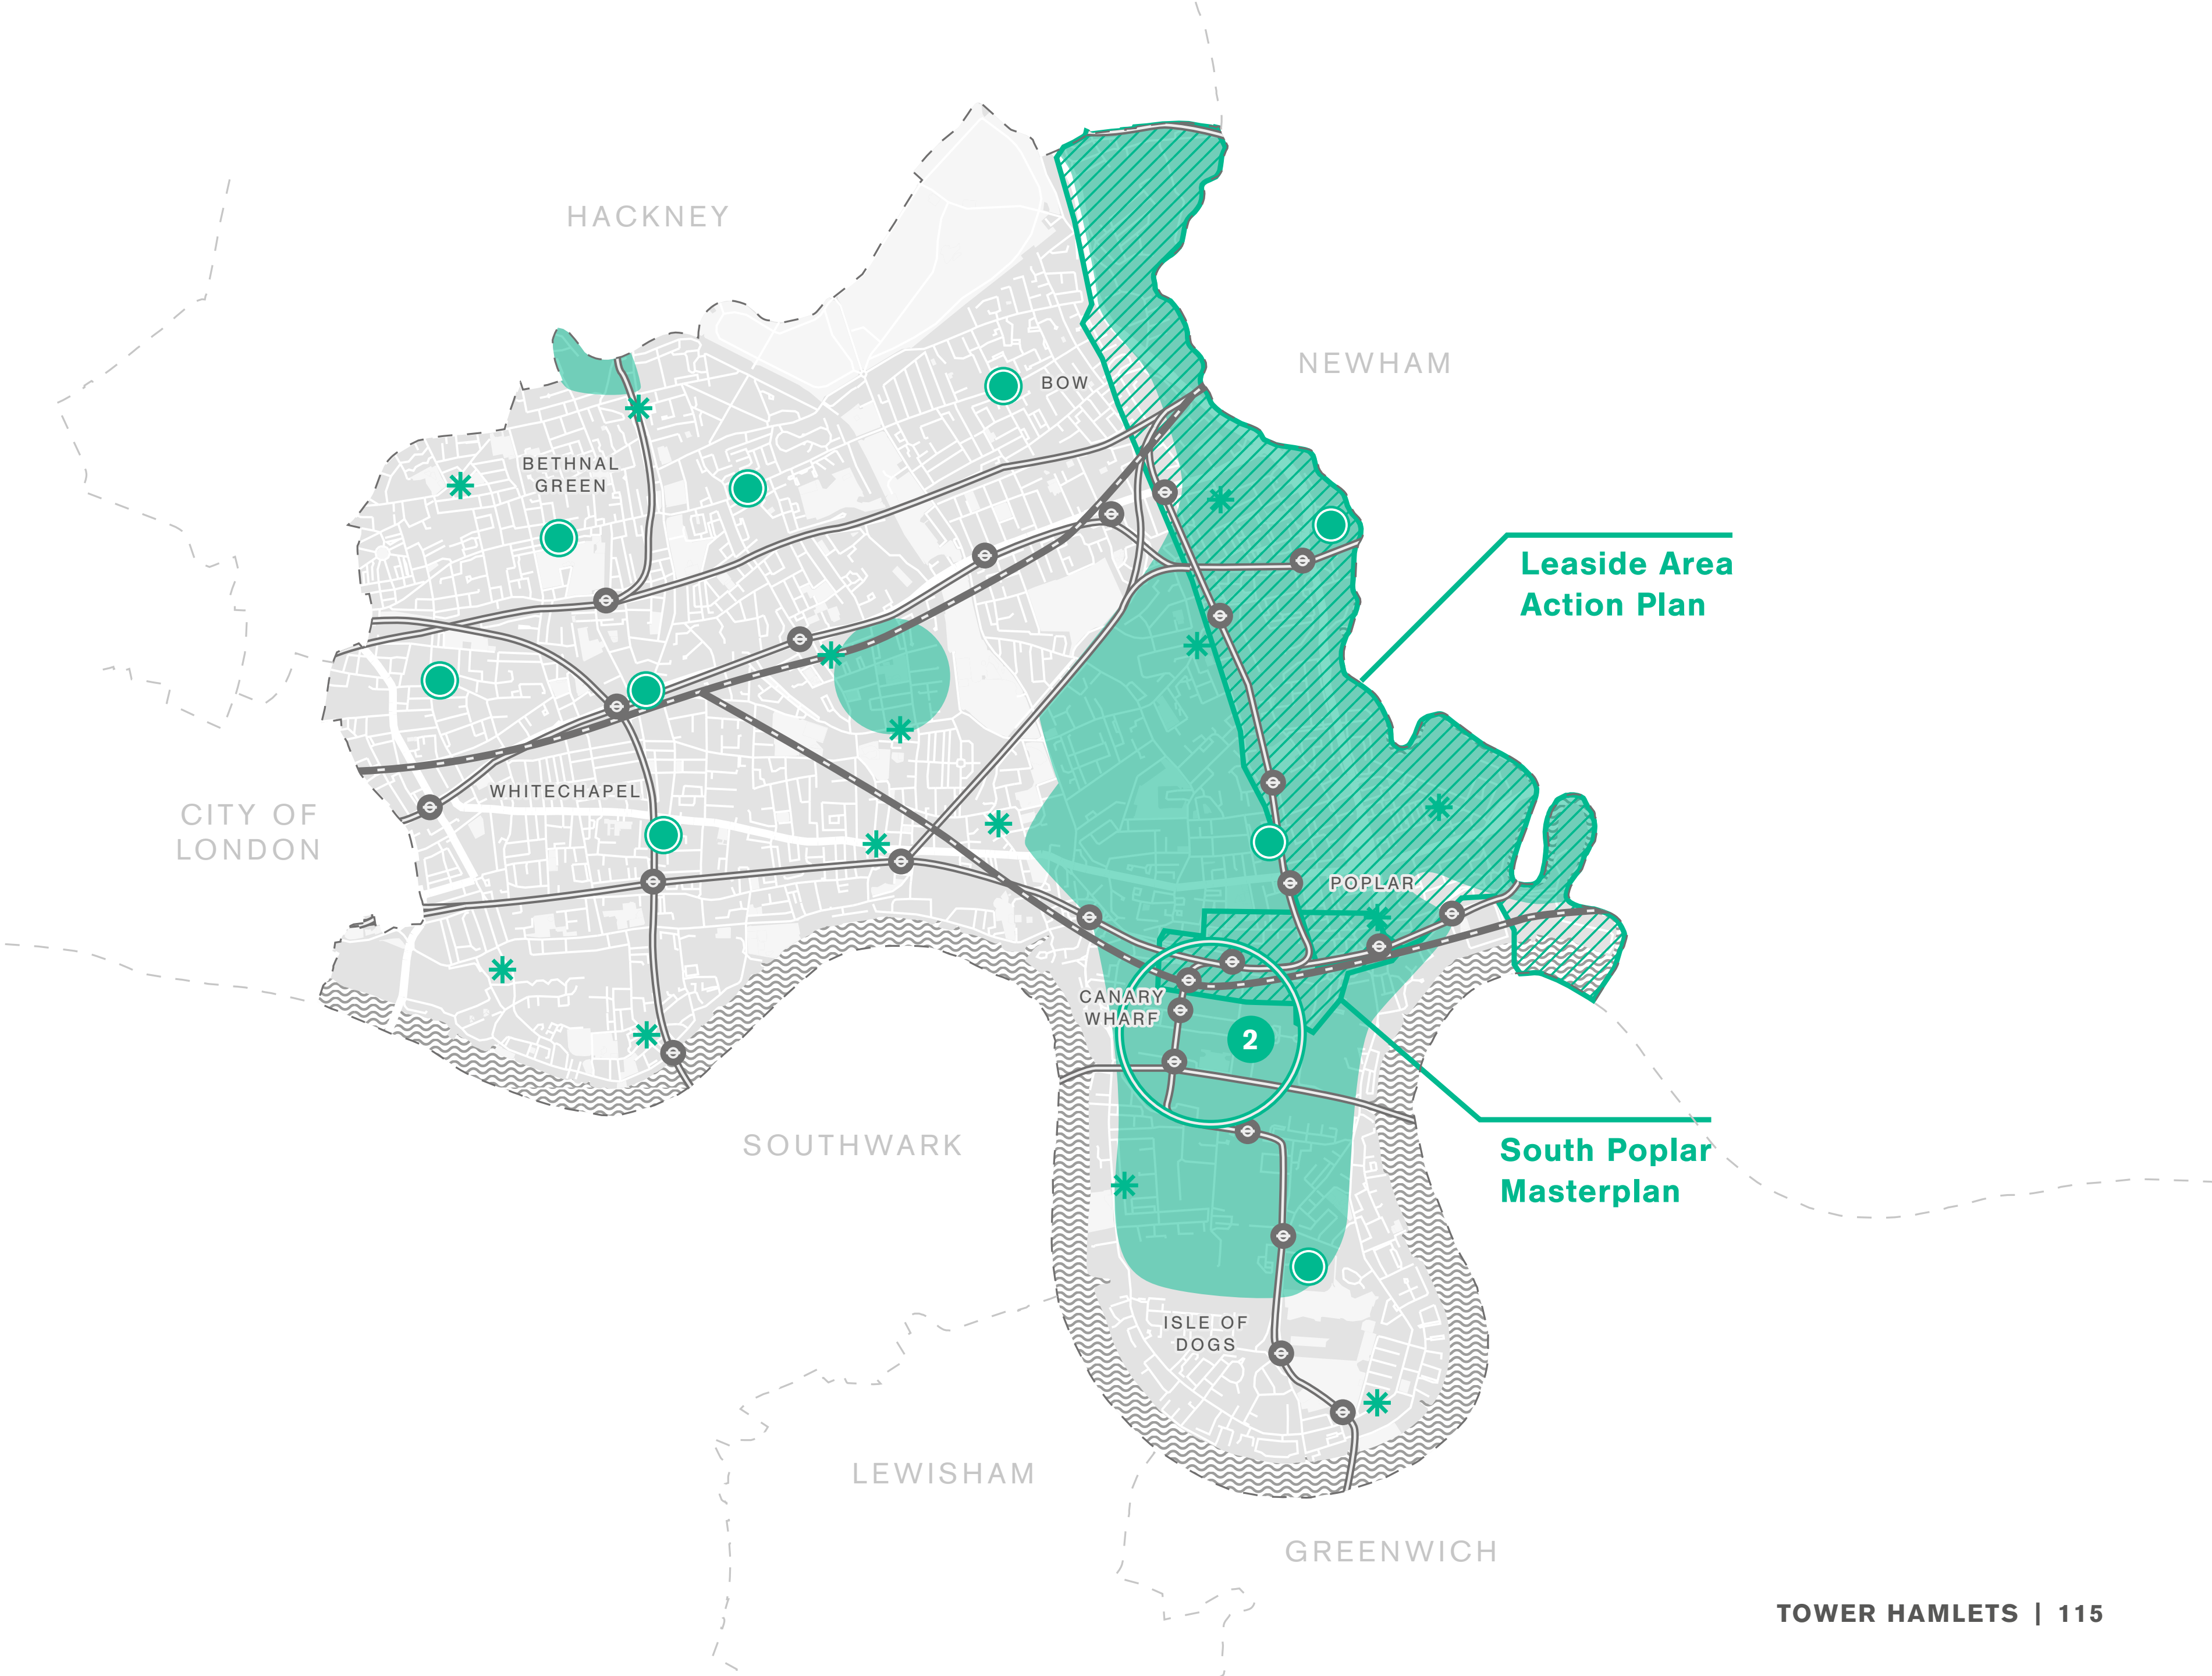 HACKNEY
NEWHAM
BOW
BETHNAL
GREEN
Leaside Area
Action Plan
WHITECHAPEL
CITY OF
LONDON
POPLAR
CANARY
WHARF
2
SOUTHWARK
South Poplar
Masterplan
ISLE OF
DOGS
LEWISHAM
GREENWICH
TOWER HAMLETS | 115